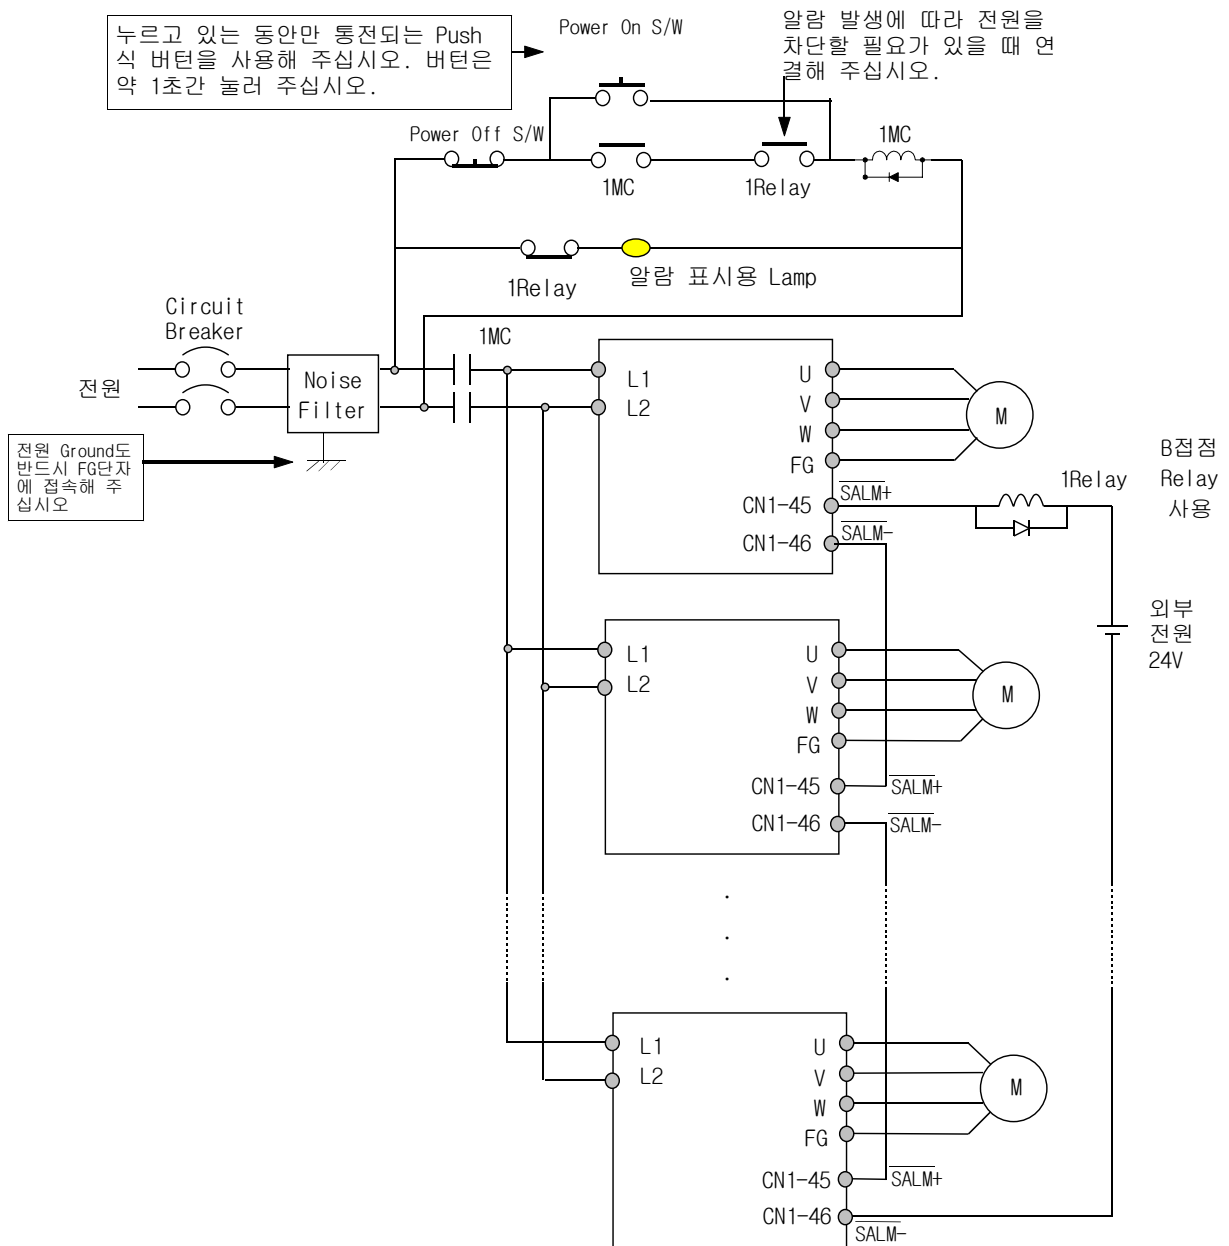 누르고 있는 동안만 통전되는 Push
식 버턴을 사용해 주십시오. 버턴은
약 1초간 눌러 주십시오.
Power On S/W
알람 발생에 따라 전원을
차단할 필요가 있을 때 연
결해 주십시오.
Power Off S/W
1MC
1MC
1Relay
1Relay
알람 표시용 Lamp
Circuit
Breaker
전원
Noise
Filter
1MC
전원 Ground도
반드시 FG단자
에 접속해 주
십시오
L1
L2
U
V
W
FG
M
CN1-45
SALM+
CN1-46
SALM-
1Relay
B접점
Relay
사용
외부
전원
24V
L1
L2
U
V
W
FG
M
CN1-45
SALM+
CN1-46
SALM-
.
.
.
L1
L2
U
V
W
FG
M
CN1-45
SALM+
CN1-46
SALM-